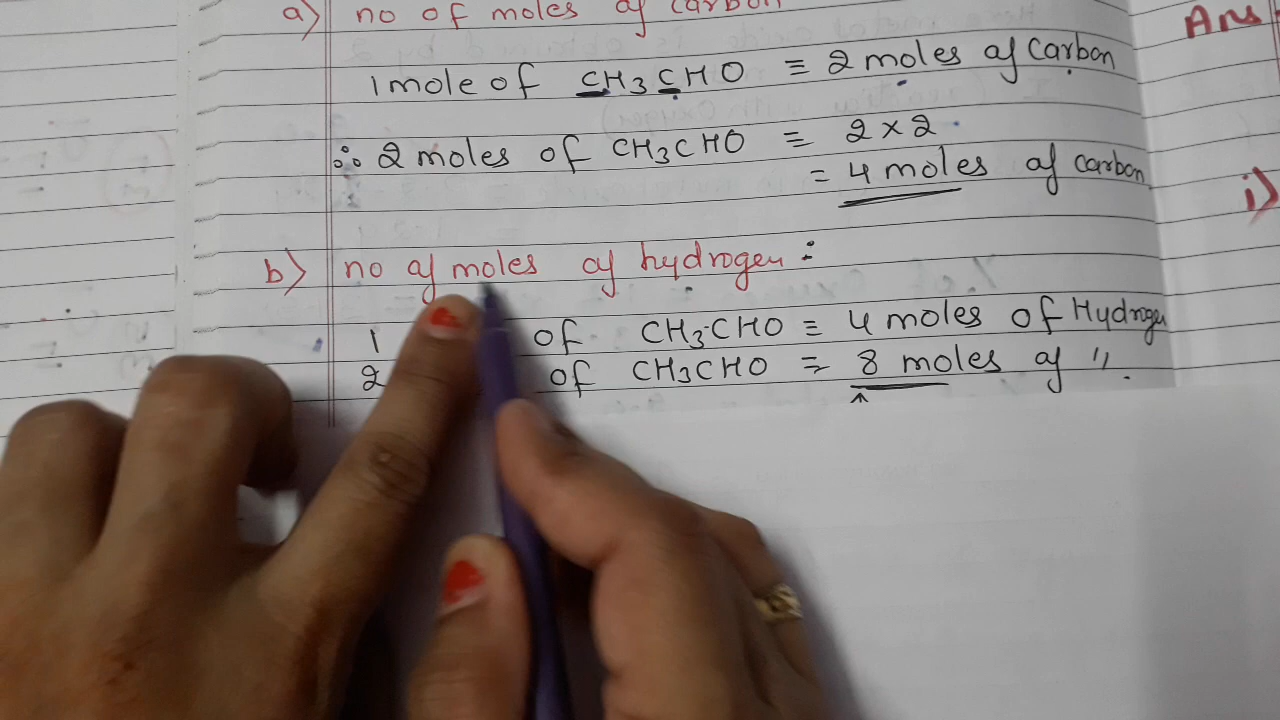 a) no of moles of carbon
Ans
1 mole of CH3CHO ≡ 2 moles of Carbon
∴ 2 moles of CH3CHO ≡ 2 × 2
= 4 moles of Carbon
i)
b) no of moles of hydrogen :
1 of CH3CHO ≡ 4 moles of Hydrogen
2 of CH3CHO = 8 moles of "